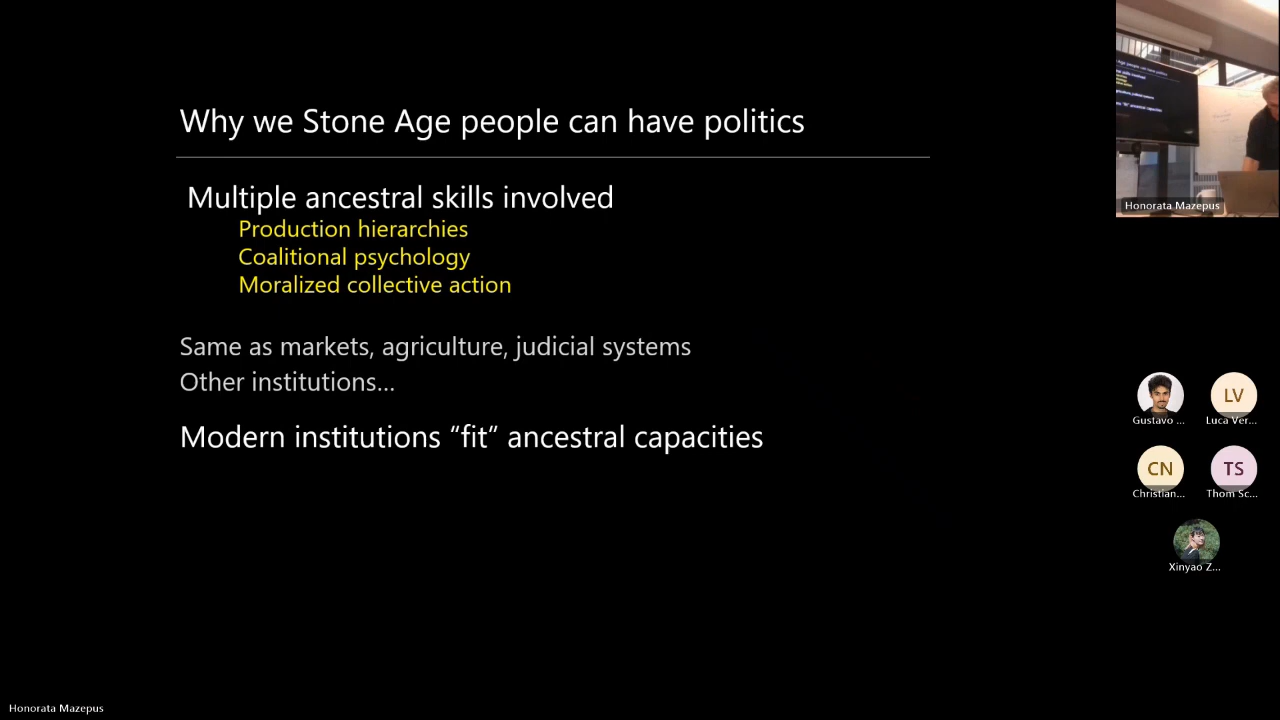 Why we Stone Age people can have politics
Multiple ancestral skills involved
Production hierarchies
Coalitional psychology
Moralized collective action
Same as markets, agriculture, judicial systems
Other institutions...
Modern institutions “fit” ancestral capacities
Honorata Mazepus
Gustavo ...
LV
Luca Ver...
CN
Christian...
TS
Thom Sc...
Xinyao Z...
Honorata Mazepus